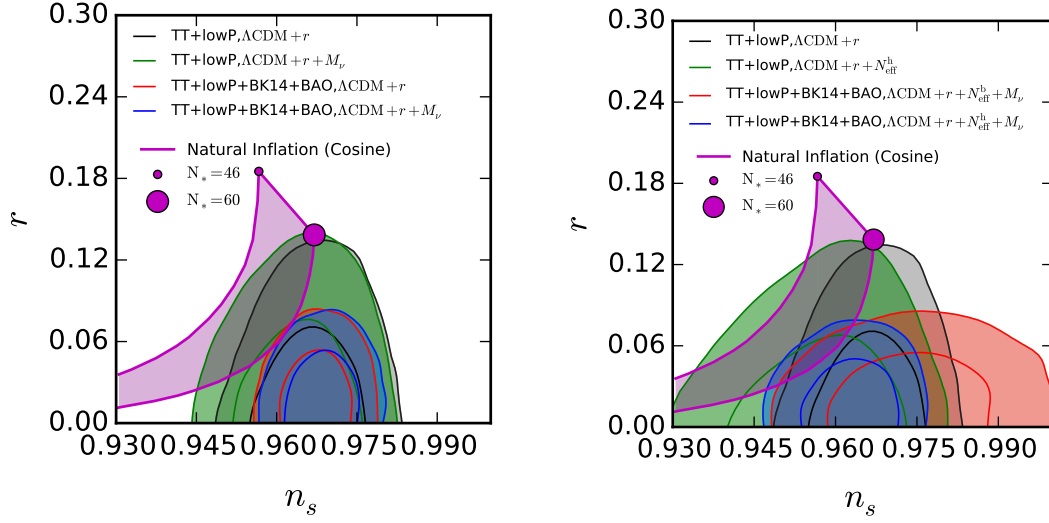 0.30
0.24
0.18
0.12
0.06
0.00
r
0.930 0.945 0.960 0.975 0.990
n_s
TT+lowP,ΛCDM+r
TT+lowP,ΛCDM+r+M_ν
TT+lowP+BK14+BAO,ΛCDM+r
TT+lowP+BK14+BAO,ΛCDM+r+M_ν
Natural Inflation (Cosine)
N_*=46
N_*=60
0.30
0.24
0.18
0.12
0.06
0.00
r
0.930 0.945 0.960 0.975 0.990
n_s
TT+lowP,ΛCDM+r
TT+lowP,ΛCDM+r+N_eff^h
TT+lowP+BK14+BAO,ΛCDM+r+N_eff^b+M_ν
TT+lowP+BK14+BAO,ΛCDM+r+N_eff^h+M_ν
Natural Inflation (Cosine)
N_*=46
N_*=60